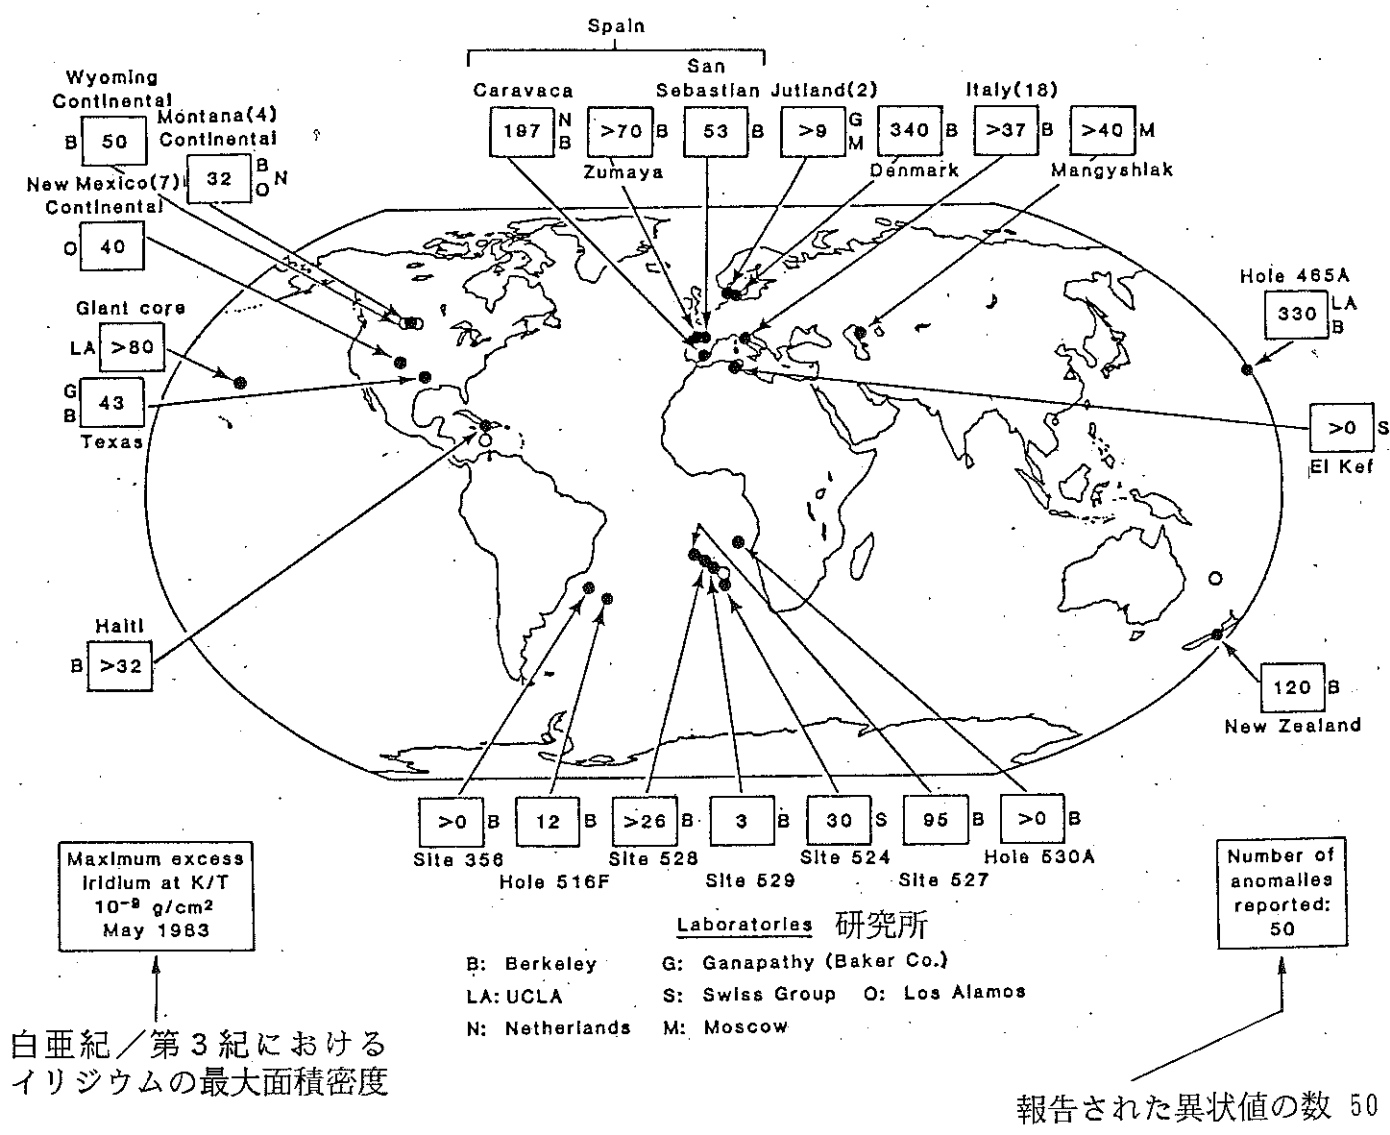 Spain
Wyoming
Continental
B 50
Montana(4)
Continental
32 B O N
New Mexico(7)
Continental
O 40
Giant core
LA >80
G B 43
Texas
Haiti
B >32
Caravaca
197 N B
>70 B
Zumaya
San
Sebastian
53 B
Jutland(2)
>9 G M
340 B
Denmark
Italy(18)
>37 B
>40 M
Mangyshlak
Hole 465A
330 LA B
>0 S
El Kef
120 B
New Zealand
>0 B
Site 356
12 B
Hole 516F
>26 B
Site 528
3 B
Site 529
30 S
Site 524
95 B
Site 527
>0 B
Hole 530A
Maximum excess
iridium at K/T
10⁻⁹ g/cm²
May 1983
Number of
anomalies
reported:
50
Laboratories 研究所
B: Berkeley G: Ganapathy (Baker Co.)
LA: UCLA S: Swiss Group O: Los Alamos
N: Netherlands M: Moscow
白亜紀／第3紀における
イリジウムの最大面積密度
報告された異状値の数 50